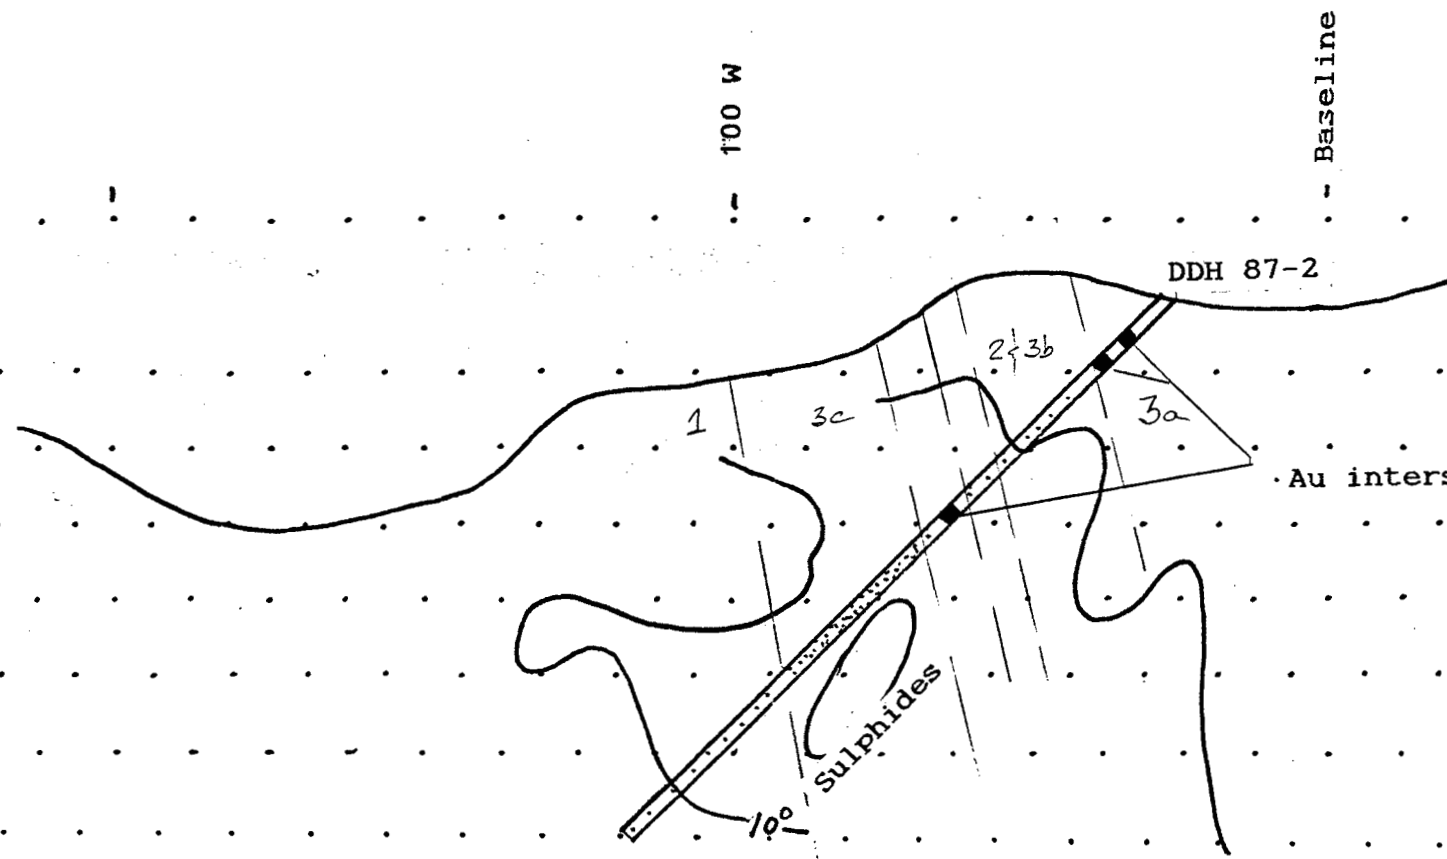 100 W
- Baseline
DDH 87-2
2 & 3b
1
3c
3a
Au inters
Sulphides
10°